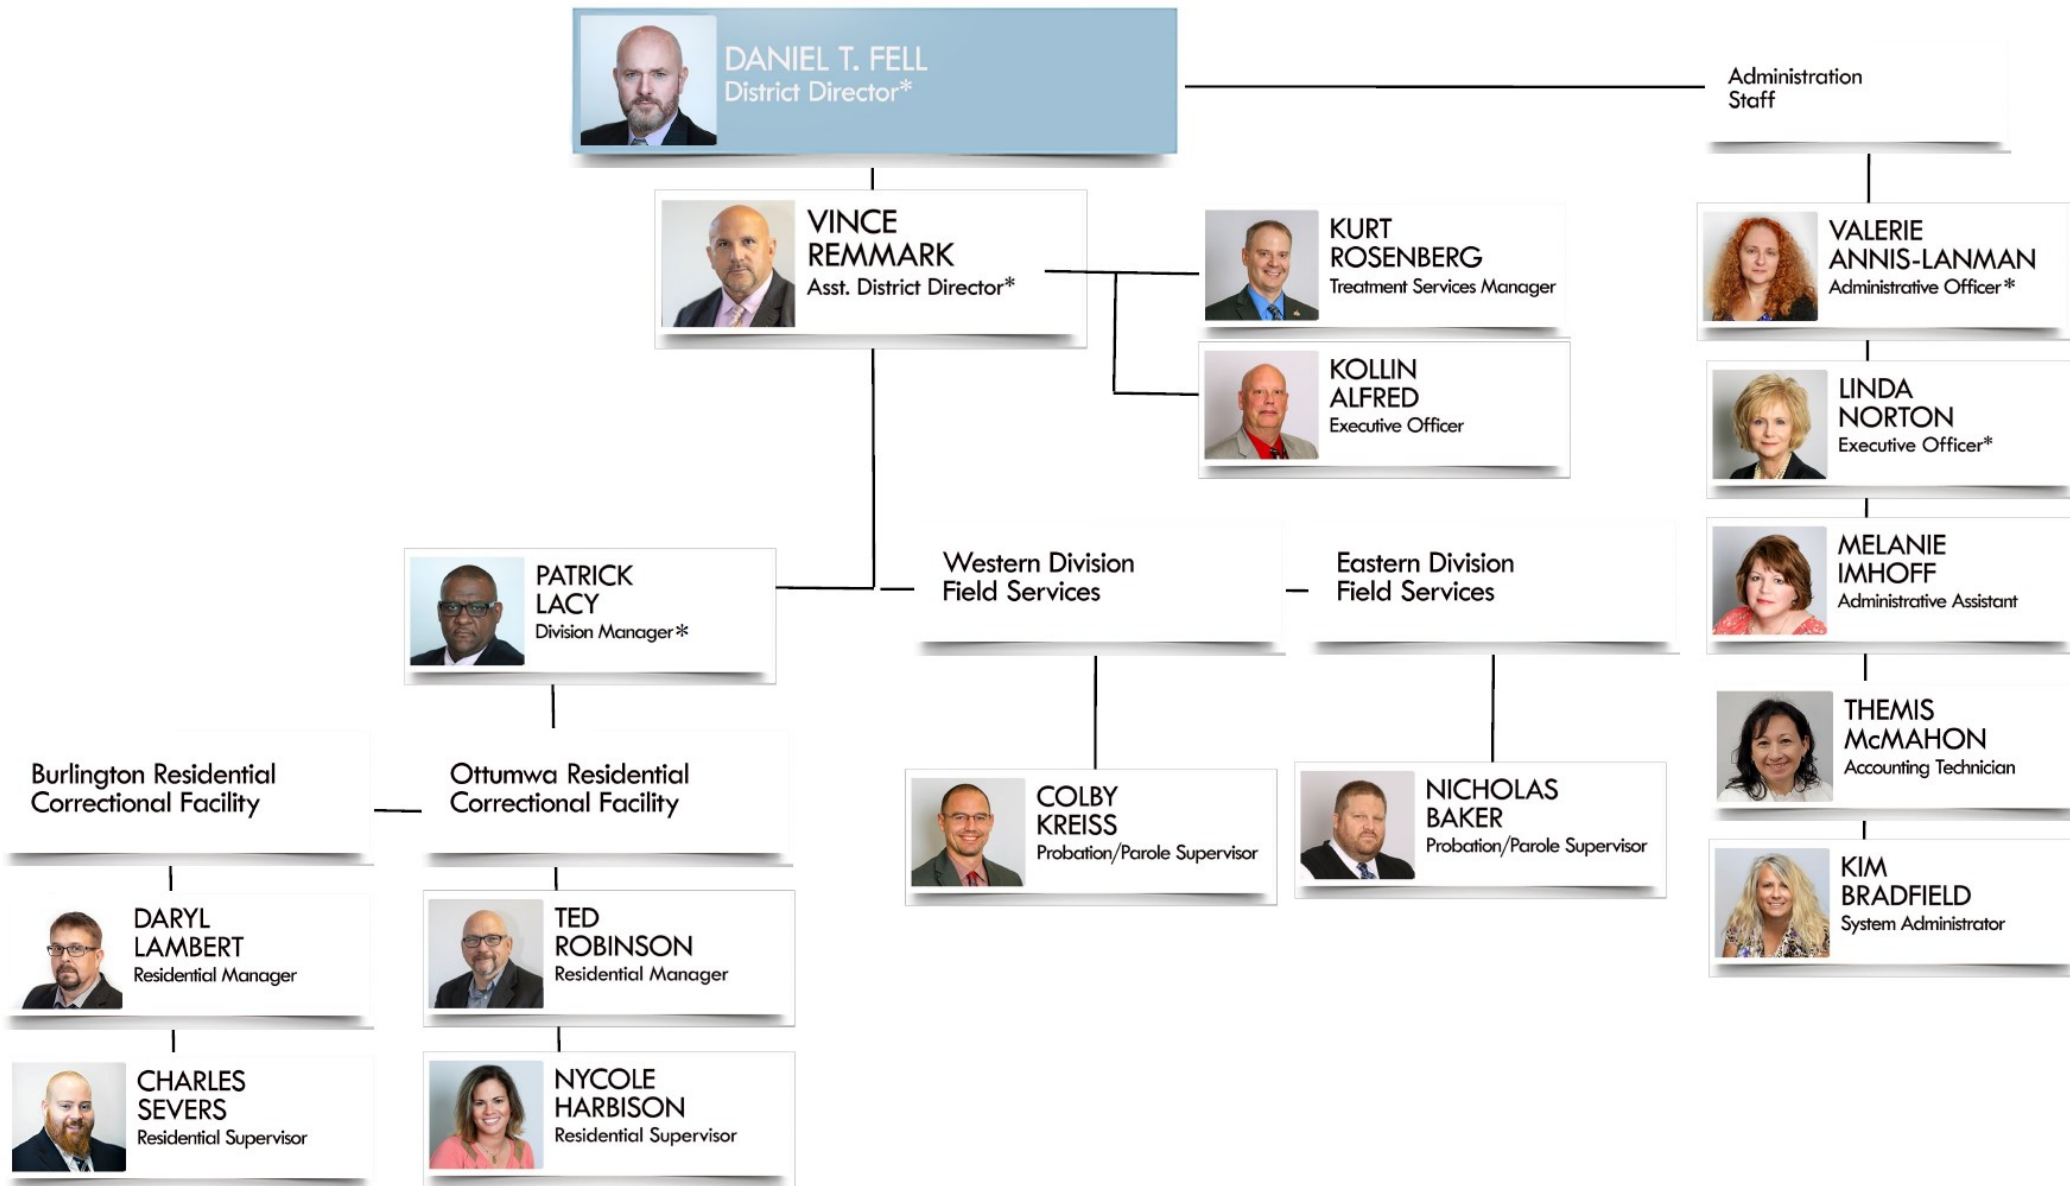 DANIEL T. FELL
District Director*
Administration
Staff
VINCE
REMMARK
Asst. District Director*
KURT
ROSENBERG
Treatment Services Manager
VALERIE
ANNIS-LANMAN
Administrative Officer*
KOLLIN
ALFRED
Executive Officer
LINDA
NORTON
Executive Officer*
PATRICK
LACY
Division Manager*
Western Division
Field Services
Eastern Division
Field Services
MELANIE
IMHOFF
Administrative Assistant
THEMIS
McMAHON
Accounting Technician
Burlington Residential
Correctional Facility
Ottumwa Residential
Correctional Facility
COLBY
KREISS
Probation/Parole Supervisor
NICHOLAS
BAKER
Probation/Parole Supervisor
KIM
BRADFIELD
System Administrator
DARYL
LAMBERT
Residential Manager
TED
ROBINSON
Residential Manager
CHARLES
SEVERS
Residential Supervisor
NYCOLE
HARBISON
Residential Supervisor